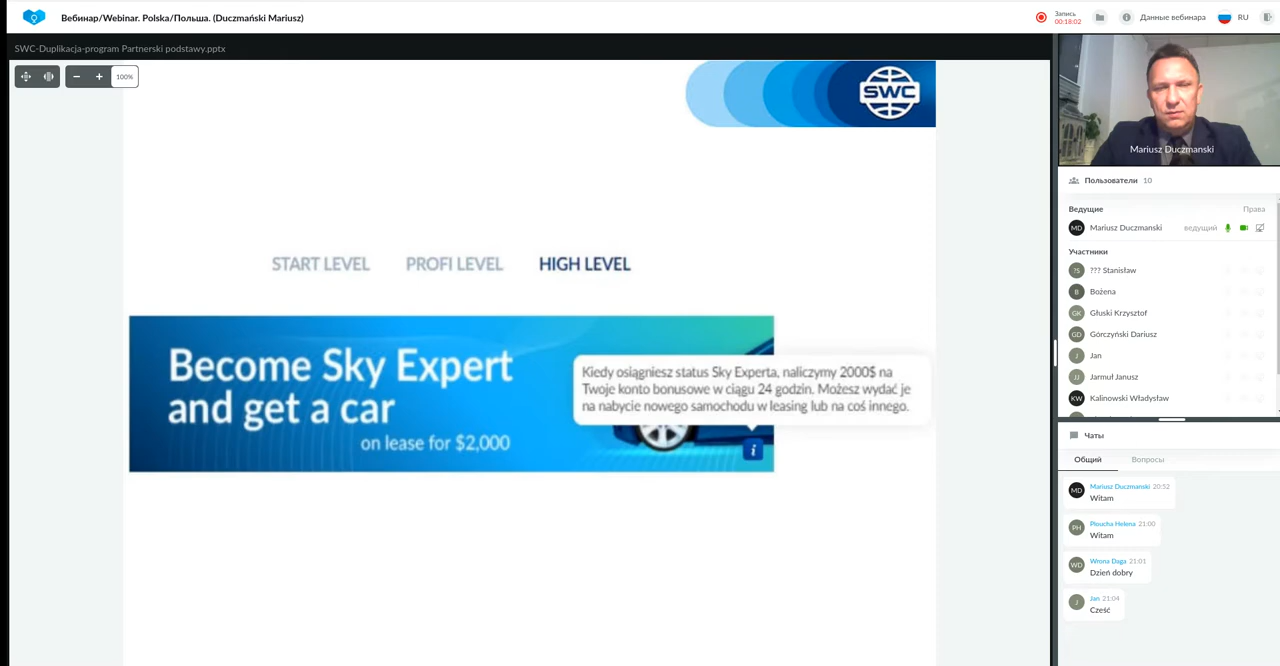 Вебинар/Webinar. Polska/Польша. (Duczmański Mariusz)
Запись
00:18:02
Данные вебинара
RU
SWC-Duplikacja-program Partnerski podstawy.pptx
100%
SWC
START LEVEL PROFI LEVEL HIGH LEVEL
Become Sky Expert
and get a car
on lease for $2,000
Kiedy osiągniesz status Sky Experta, naliczymy 2000$ na
Twoje konto bonusowe w ciągu 24 godzin. Możesz wydać je
na nabycie nowego samochodu w leasing lub na coś innego.
i
Mariusz Duczmanski
Пользователи 10
Ведущие Права
MD Mariusz Duczmanski ведущий
Участники
?S ??? Stanisław
B Bożena
GK Głuski Krzysztof
GD Górczyński Dariusz
J Jan
JJ Jarmuł Janusz
KW Kalinowski Władysław
Чаты
Общий Вопросы
MD Mariusz Duczmanski 20:52
Witam
PH Płoucha Helena 21:00
Witam
WD Wrona Daga 21:01
Dzień dobry
J Jan 21:04
Cześć